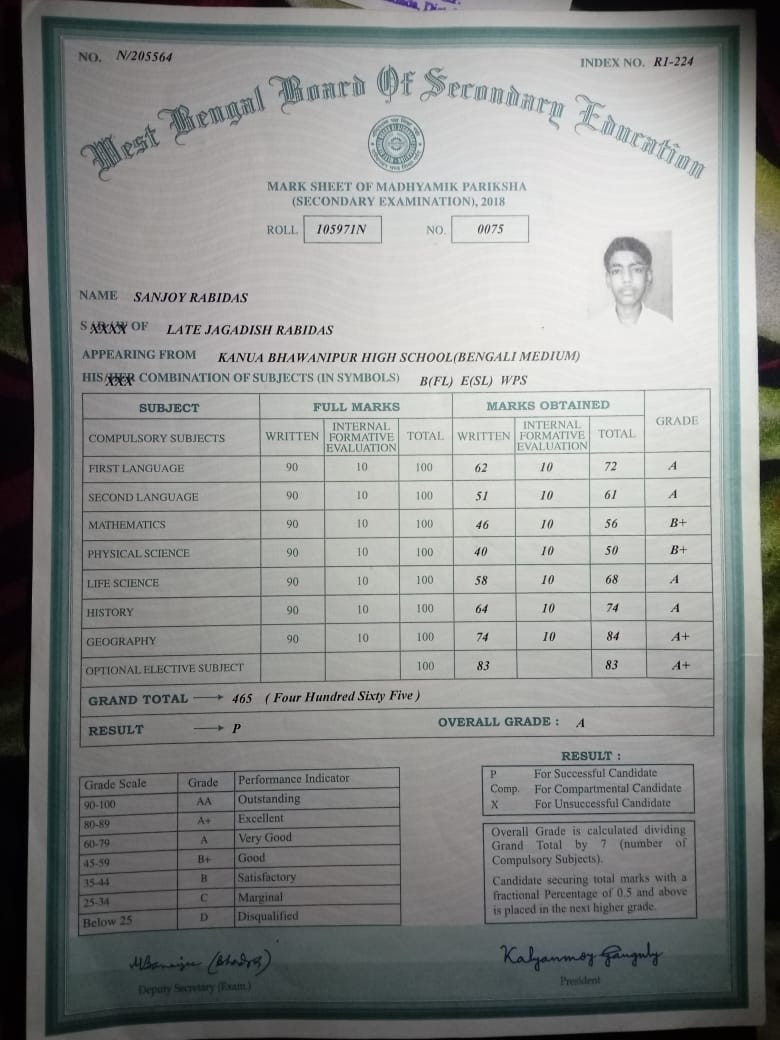 NO. N/205564
INDEX NO. R1-224
West Bengal Board Of Secondary Education
MARK SHEET OF MADHYAMIK PARIKSHA
(SECONDARY EXAMINATION), 2018
ROLL 105971N NO. 0075
NAME SANJOY RABIDAS
OF LATE JAGADISH RABIDAS
APPEARING FROM KANUA BHAWANIPUR HIGH SCHOOL(BENGALI MEDIUM)
HIS COMBINATION OF SUBJECTS (IN SYMBOLS) B(FL) E(SL) WPS
SUBJECT FULL MARKS MARKS OBTAINED GRADE
COMPULSORY SUBJECTS WRITTEN INTERNAL FORMATIVE EVALUATION TOTAL WRITTEN INTERNAL FORMATIVE EVALUATION TOTAL
FIRST LANGUAGE 90 10 100 62 10 72 A
SECOND LANGUAGE 90 10 100 51 10 61 A
MATHEMATICS 90 10 100 46 10 56 B+
PHYSICAL SCIENCE 90 10 100 40 10 50 B+
LIFE SCIENCE 90 10 100 58 10 68 A
HISTORY 90 10 100 64 10 74 A
GEOGRAPHY 90 10 100 74 10 84 A+
OPTIONAL ELECTIVE SUBJECT 100 83 83 A+
GRAND TOTAL → 465 ( Four Hundred Sixty Five )
RESULT → P OVERALL GRADE : A
Grade Scale Grade Performance Indicator
90-100 AA Outstanding
80-89 A+ Excellent
60-79 A Very Good
45-59 B+ Good
35-44 B Satisfactory
25-34 C Marginal
Below 25 D Disqualified
RESULT :
P For Successful Candidate
Comp. For Compartmental Candidate
X For Unsuccessful Candidate
Overall Grade is calculated dividing
Grand Total by 7 (number of
Compulsory Subjects).
Candidate securing total marks with a
fractional Percentage of 0.5 and above
is placed in the next higher grade.
Deputy Secretary (Exam.)
Kalyanmoy Ganguly
President